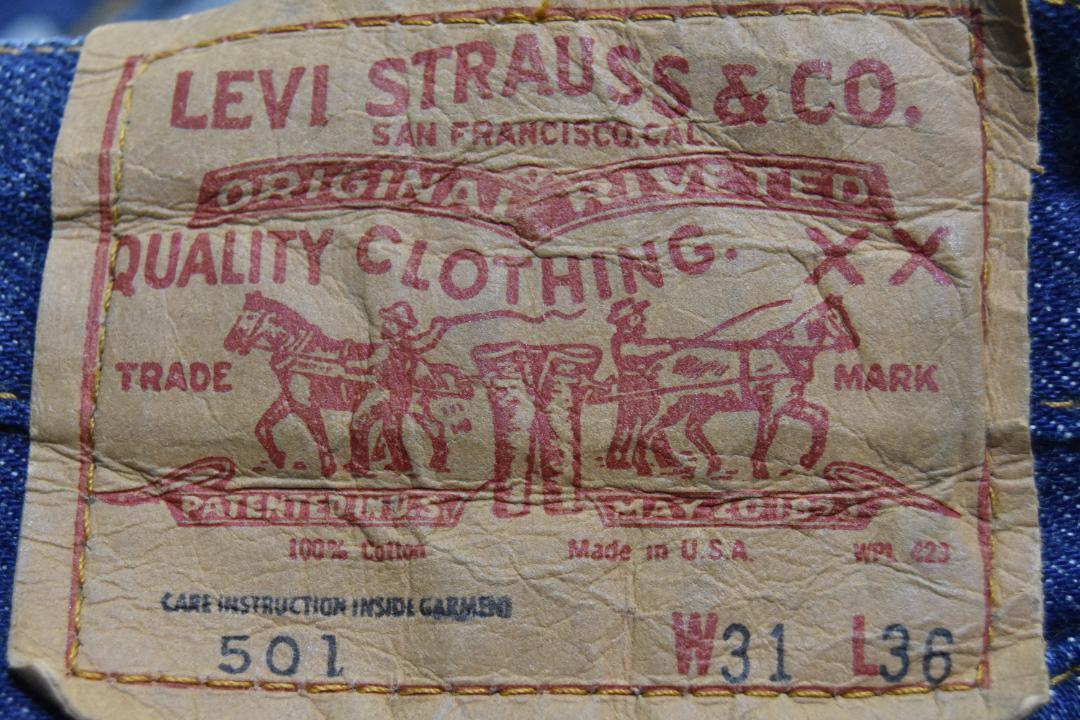 LEVI STRAUSS & CO.
SAN FRANCISCO, CAL
ORIGINAL RIVETED
QUALITY CLOTHING. XX
TRADE MARK
PATENTED IN U.S. MAY 20 1873
100% Cotton Made in U.S.A. WPL 423
CARE INSTRUCTION INSIDE GARMENT
501 W31 L36